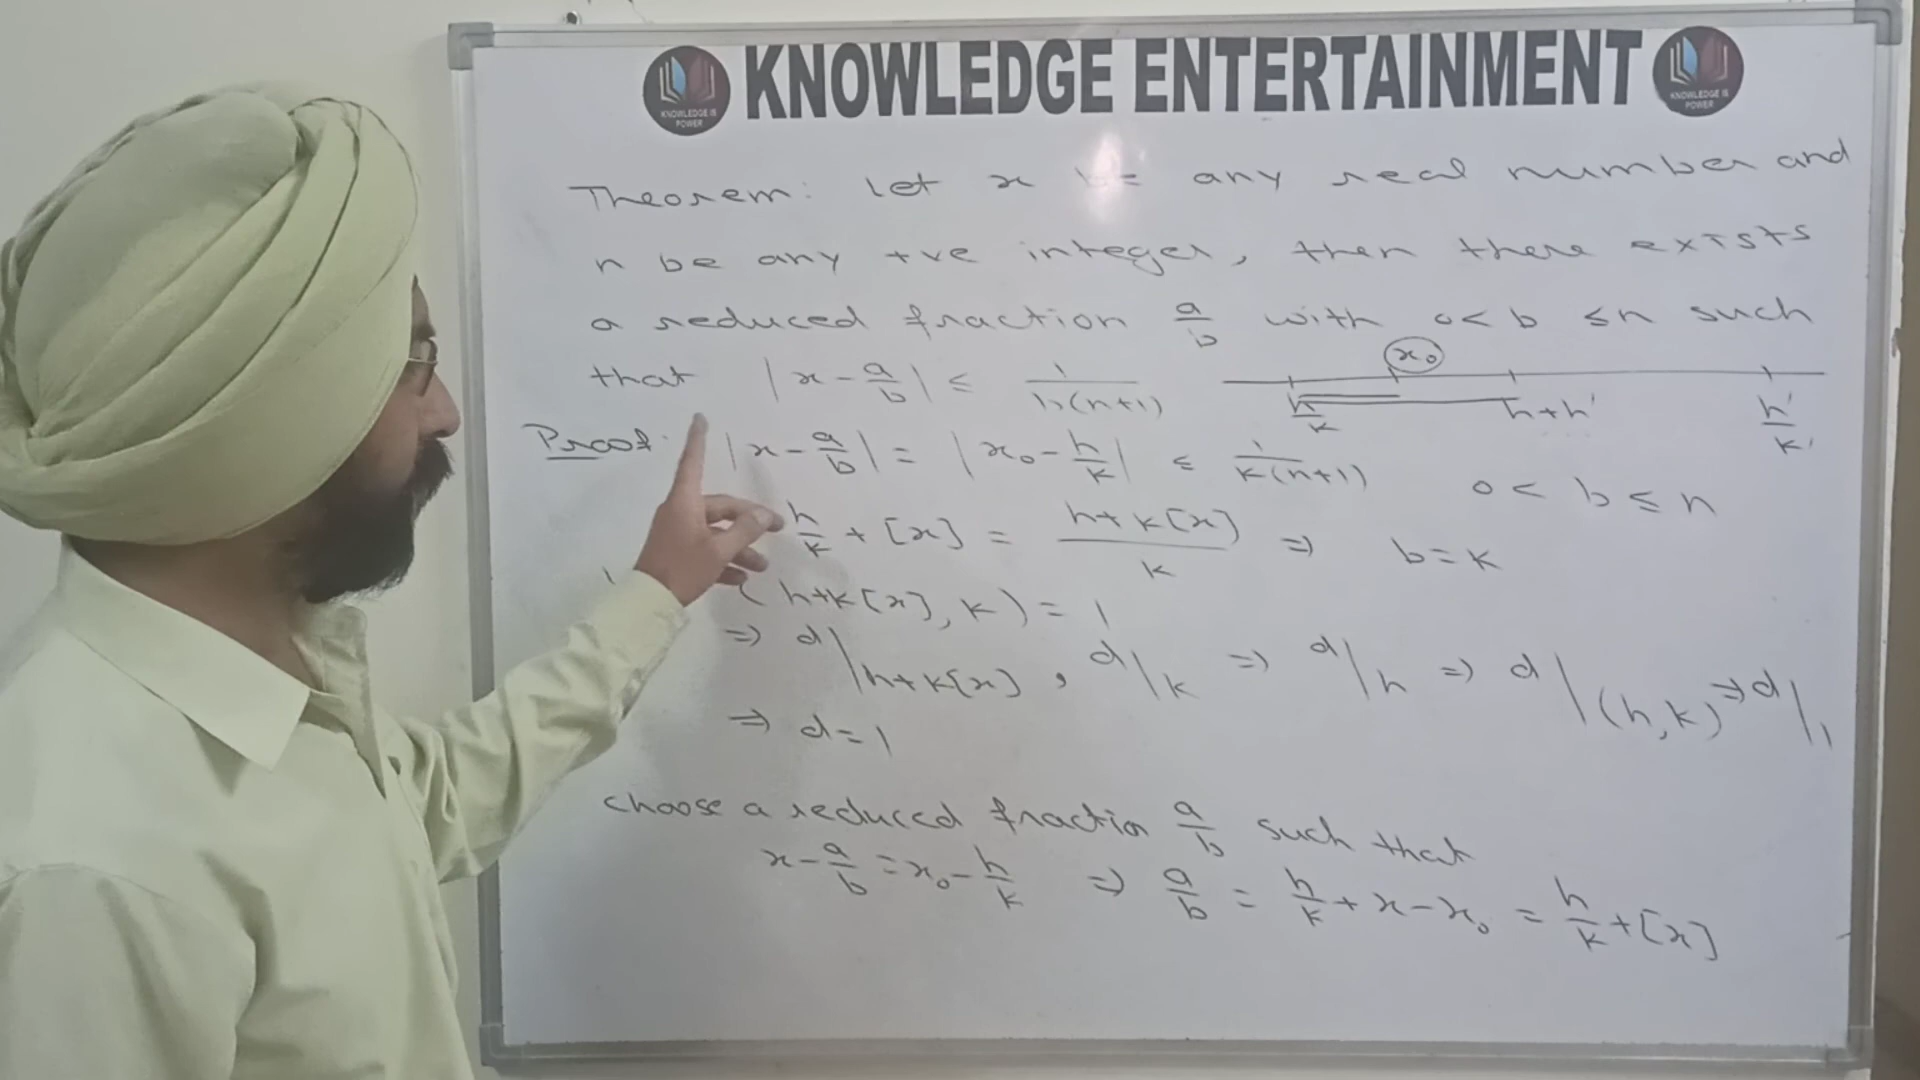 KNOWLEDGE ENTERTAINMENT
KNOWLEDGE IS POWER
KNOWLEDGE IS POWER
Theorem: Let x be any real number and
n be any +ve integer, then there exists
a reduced fraction a/b with 0 < b ≤ n such
that |x - a/b| ≤ 1/b(n+1)
x₀
h/k h+h' h'/k'
Proof: |x - a/b| = |x₀ - h/k| ≤ 1/k(n+1) 0 < b ≤ n
h/k + [x] = h+k[x]/k ⇒ b = k
(h+k[x], k) = 1
⇒ d/h+k[x], d/k ⇒ d/h ⇒ d/(h,k) ⇒ d/1
⇒ d = 1
choose a reduced fraction a/b such that
x - a/b = x₀ - h/k ⇒ a/b = h/k + x - x₀ = h/k + [x]